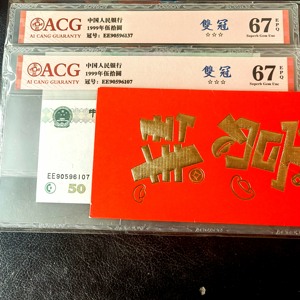 ACG
AI CANG GUARANTY
中国人民银行
1999年伍拾圆
冠号: EE90596137
雙冠
☆☆☆
67 EPQ
Superb Gem Unc
ACG
AI CANG GUARANTY
中国人民银行
1999年伍拾圆
冠号: EE90596107
雙冠
☆☆☆
67 EPQ
Superb Gem Unc
EE90596107
50